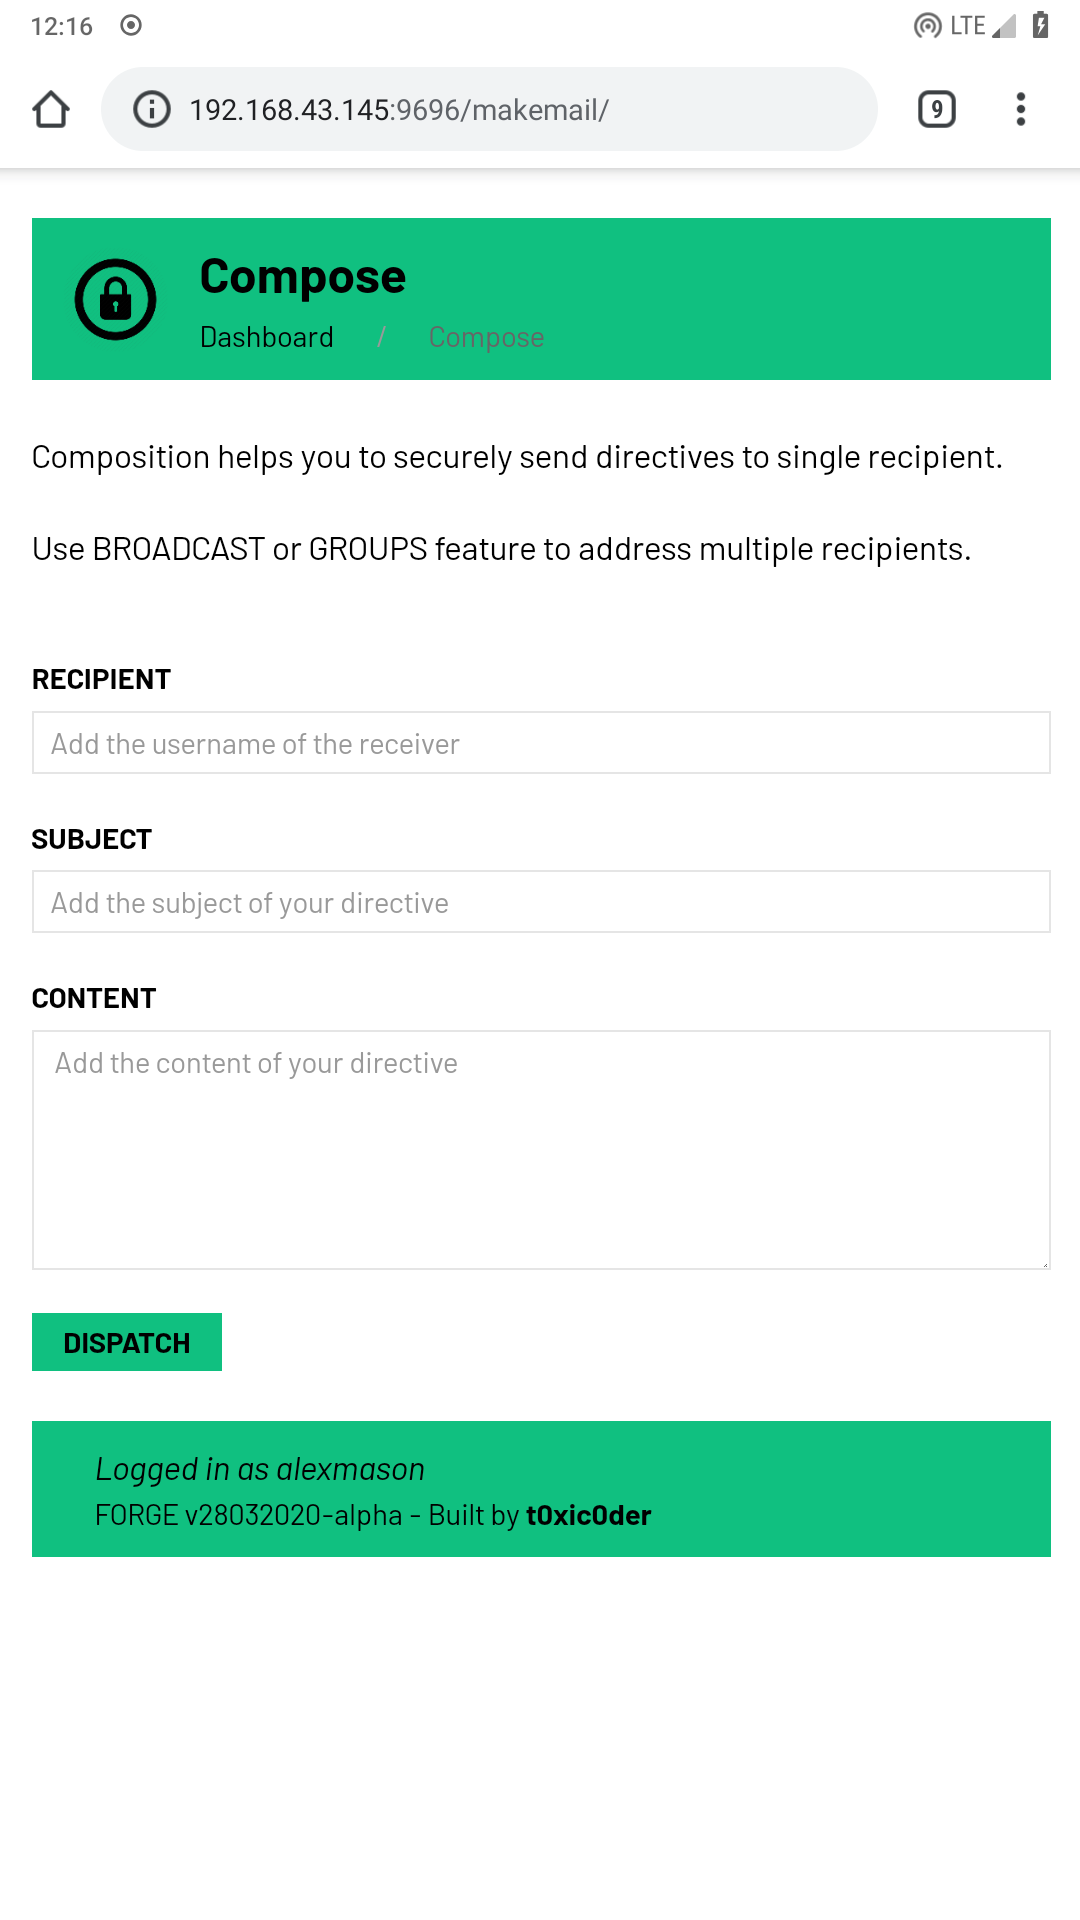 12:16 LTE
192.168.43.145:9696/makemail/ 9
Compose
Dashboard / Compose
Composition helps you to securely send directives to single recipient.
Use BROADCAST or GROUPS feature to address multiple recipients.
RECIPIENT
Add the username of the receiver
SUBJECT
Add the subject of your directive
CONTENT
Add the content of your directive
DISPATCH
Logged in as alexmason
FORGE v28032020-alpha - Built by t0xic0der